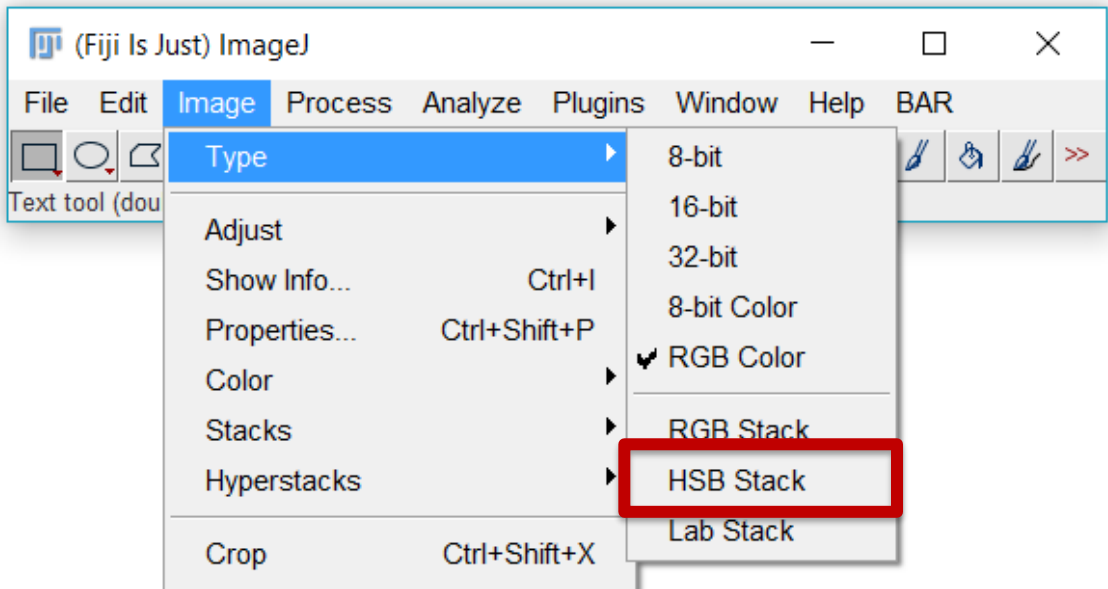 (Fiji Is Just) ImageJ
File Edit Image Process Analyze Plugins Window Help BAR
Type
8-bit
>>
Text tool (dou
16-bit
Adjust
32-bit
Show Info... Ctrl+I
8-bit Color
Properties... Ctrl+Shift+P
RGB Color
Color
Stacks
RGB Stack
Hyperstacks
HSB Stack
Lab Stack
Crop Ctrl+Shift+X